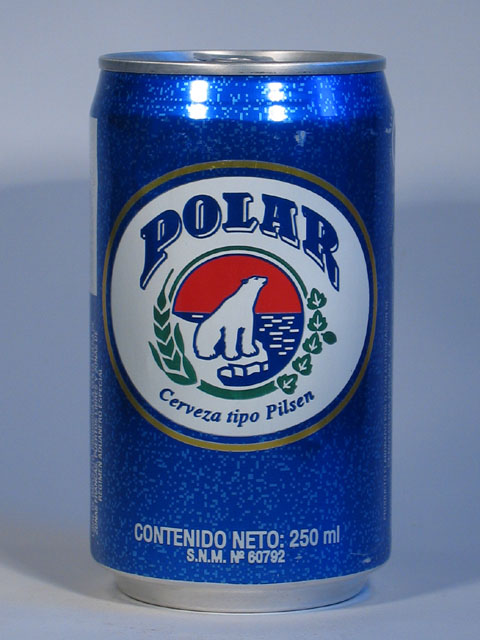 POLAR
Cerveza tipo Pilsen
CONTENIDO NETO: 250 ml
S.N.M. Nº 60792